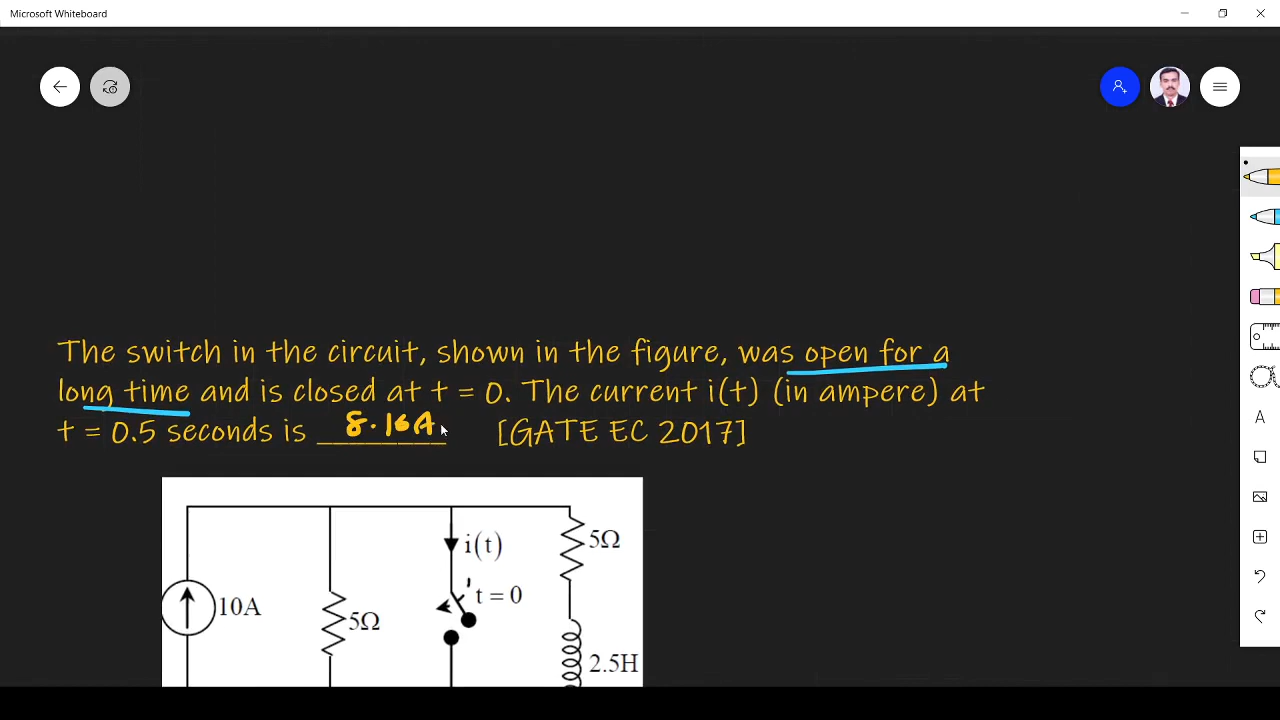 Microsoft Whiteboard
The switch in the circuit, shown in the figure, was open for a
long time and is closed at t = 0. The current i(t) (in ampere) at
t = 0.5 seconds is 8.16A [GATE EC 2017]
i(t)
5Ω
t = 0
10A
5Ω
2.5H
A